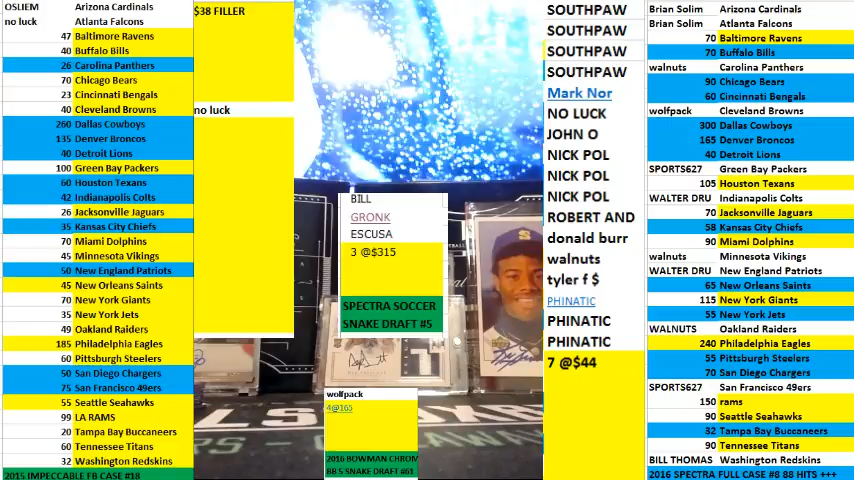 OSLIEM Arizona Cardinals
no luck Atlanta Falcons
47 Baltimore Ravens
40 Buffalo Bills
26 Carolina Panthers
70 Chicago Bears
23 Cincinnati Bengals
40 Cleveland Browns
260 Dallas Cowboys
135 Denver Broncos
40 Detroit Lions
100 Green Bay Packers
60 Houston Texans
42 Indianapolis Colts
26 Jacksonville Jaguars
35 Kansas City Chiefs
70 Miami Dolphins
45 Minnesota Vikings
50 New England Patriots
45 New Orleans Saints
70 New York Giants
35 New York Jets
49 Oakland Raiders
185 Philadelphia Eagles
60 Pittsburgh Steelers
50 San Diego Chargers
75 San Francisco 49ers
55 Seattle Seahawks
99 LA RAMS
20 Tampa Bay Buccaneers
60 Tennessee Titans
32 Washington Redskins
2015 IMPECCABLE FB CASE #18
$38 FILLER
no luck
BILL
GRONK
ESCUSA
3 @$315
SPECTRA SOCCER
SNAKE DRAFT #5
wolfpack
4@165
2016 BOWMAN CHROM
BB 5 SNAKE DRAFT #61
SOUTHPAW
SOUTHPAW
SOUTHPAW
SOUTHPAW
Mark Nor
NO LUCK
JOHN O
NICK POL
NICK POL
NICK POL
ROBERT AND
donald burr
walnuts
tyler f $
PHINATIC
PHINATIC
PHINATIC
7 @$44
Brian Solim Arizona Cardinals
Brian Solim Atlanta Falcons
70 Baltimore Ravens
70 Buffalo Bills
walnuts Carolina Panthers
90 Chicago Bears
60 Cincinnati Bengals
wolfpack Cleveland Browns
300 Dallas Cowboys
165 Denver Broncos
40 Detroit Lions
SPORTS627 Green Bay Packers
105 Houston Texans
WALTER DRU Indianapolis Colts
70 Jacksonville Jaguars
58 Kansas City Chiefs
90 Miami Dolphins
walnuts Minnesota Vikings
WALTER DRU New England Patriots
65 New Orleans Saints
115 New York Giants
55 New York Jets
WALNUTS Oakland Raiders
240 Philadelphia Eagles
55 Pittsburgh Steelers
70 San Diego Chargers
SPORTS627 San Francisco 49ers
150 rams
90 Seattle Seahawks
32 Tampa Bay Buccaneers
90 Tennessee Titans
BILL THOMAS Washington Redskins
2016 SPECTRA FULL CASE #8 88 HITS +++